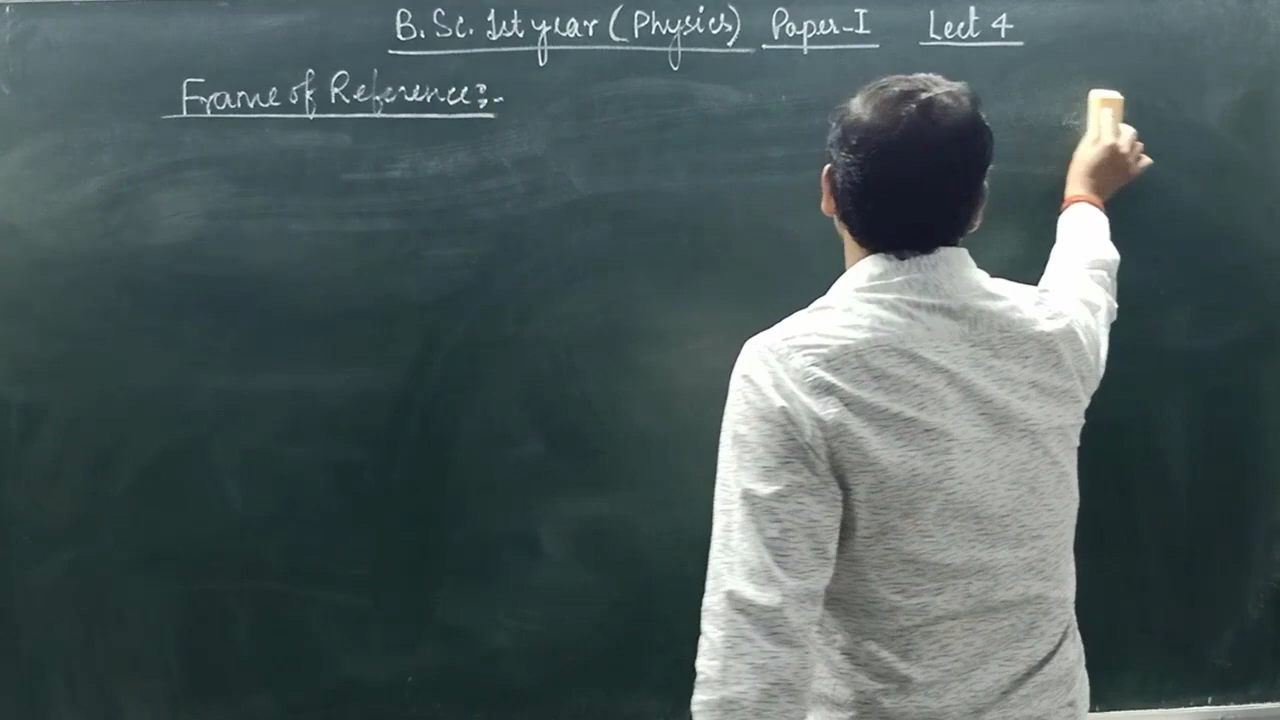 B.Sc. 1st year (Physics) Paper-I Lect 4
Frame of Reference:-